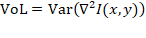 VoL = Var(∇²I(x,y))